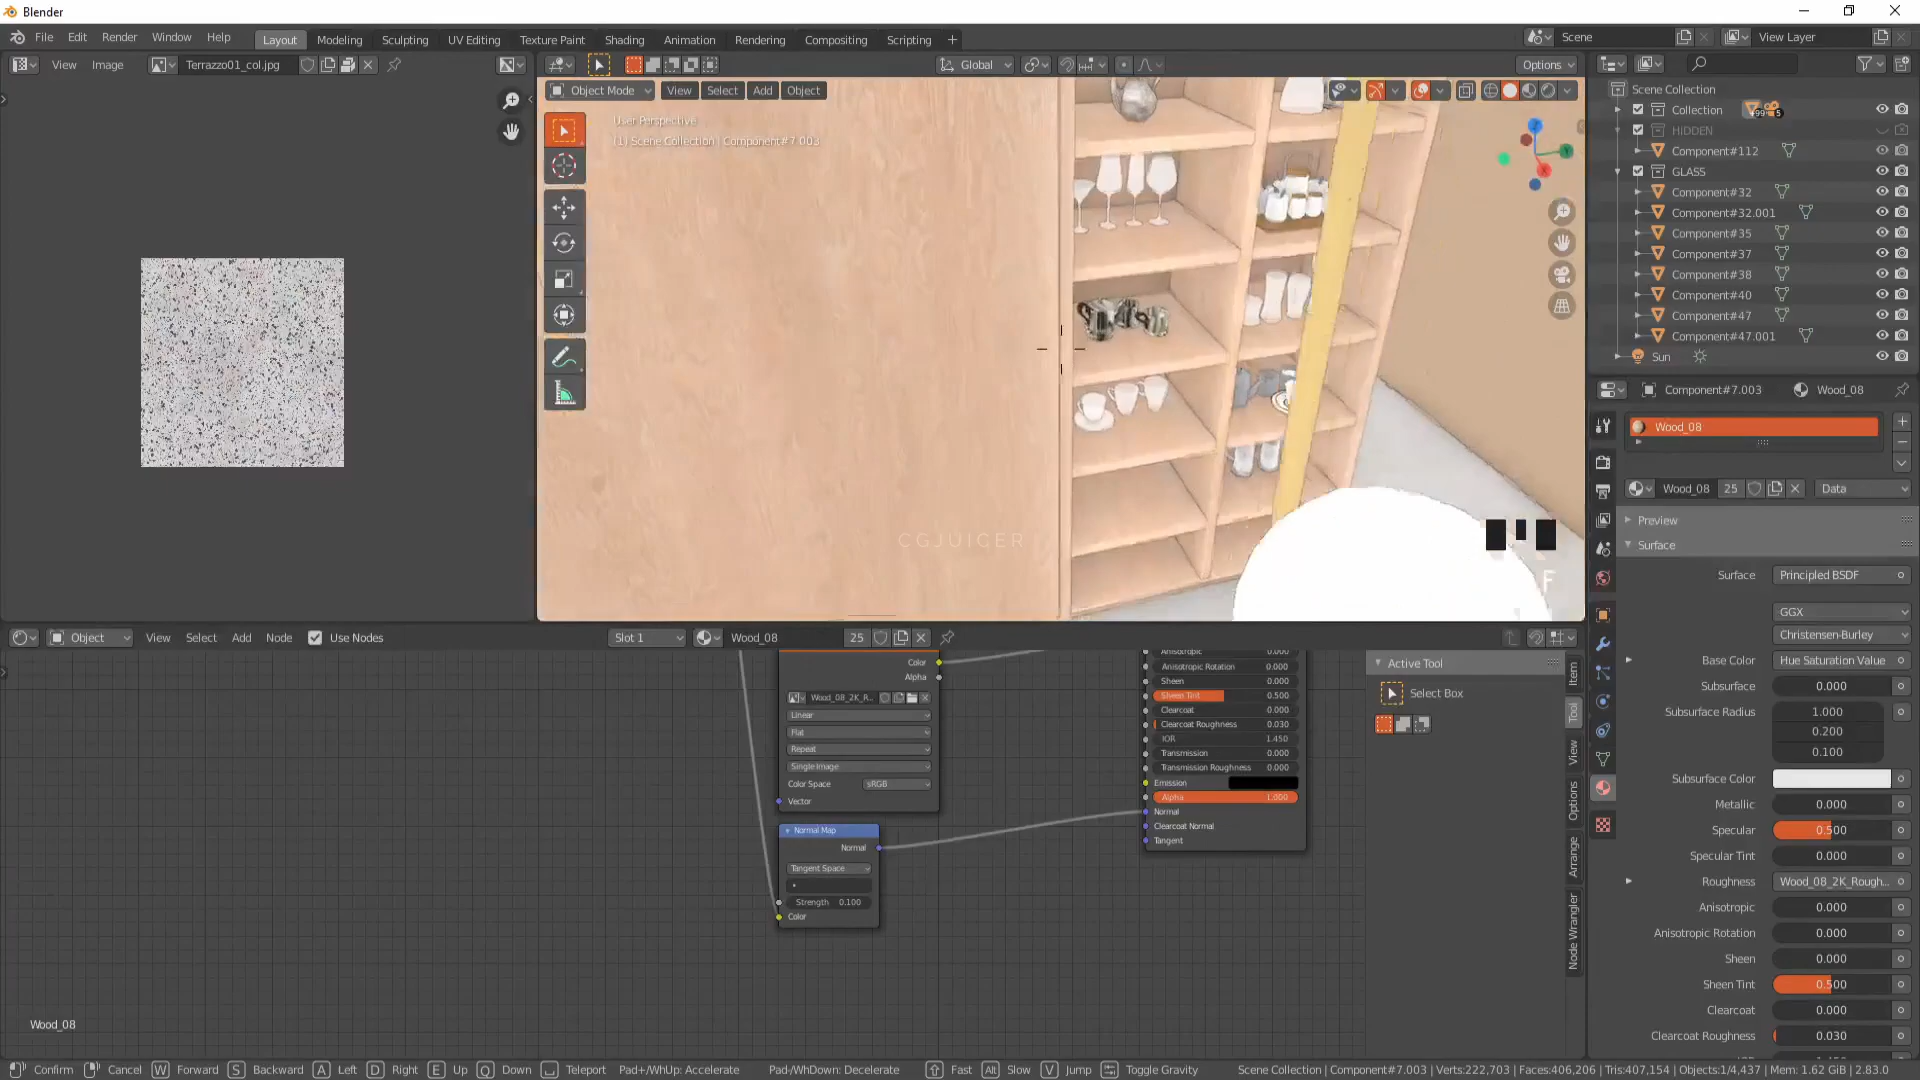 Blender
File Edit Render Window Help
Layout Modeling Sculpting UV Editing Texture Paint Shading Animation Rendering Compositing Scripting +
Scene View Layer
View Image Terrazzo01_col.jpg
Global Options
Object Mode View Select Add Object
User Perspective
(1) Scene Collection | Component#7.003
CGJUICER
F
Scene Collection
Collection 5
HIDDEN
Component#112
GLASS
Component#32
Component#32.001
Component#35
Component#37
Component#38
Component#40
Component#47
Component#47.001
Sun
Component#7.003 Wood_08
Wood_08
Wood_08 25 Data
Preview
Surface
Surface Principled BSDF
GGX
Christensen-Burley
Base Color Hue Saturation Value
Subsurface 0.000
Subsurface Radius 1.000
0.200
0.100
Subsurface Color
Metallic 0.000
Specular 0.500
Specular Tint 0.000
Roughness Wood_08_2K_Rough...
Anisotropic 0.000
Anisotropic Rotation 0.000
Sheen 0.000
Sheen Tint 0.500
Clearcoat 0.000
Clearcoat Roughness 0.030
Object View Select Add Node Use Nodes Slot 1 Wood_08 25
Color
Alpha
Wood_08_2K_R...
Linear
Flat
Repeat
Single Image
Color Space sRGB
Vector
Normal Map
Normal
Tangent Space
Strength 0.100
Color
Anisotropic 0.000
Anisotropic Rotation 0.000
Sheen 0.000
Sheen Tint 0.500
Clearcoat 0.000
Clearcoat Roughness 0.030
IOR 1.450
Transmission 0.000
Transmission Roughness 0.000
Emission
Alpha 1.000
Normal
Clearcoat Normal
Tangent
Active Tool
Select Box
Item
Tool
View
Options
Arrange
Node Wrangler
Wood_08
Confirm Cancel W Forward S Backward A Left D Right E Up Q Down Teleport Pad+/WhUp: Accelerate Pad-/WhDown: Decelerate Fast Alt Slow V Jump Toggle Gravity Scene Collection | Component#7.003 | Verts:222,703 | Faces:406,206 | Tris:407,154 | Objects:1/4,437 | Mem: 1.62 GiB | 2.83.0